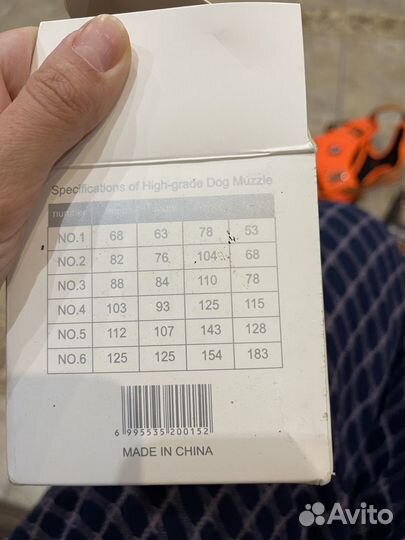 Specifications of High-grade Dog Muzzle
NO.1 68 63 78 53
NO.2 82 76 104 68
NO.3 88 84 110 78
NO.4 103 93 125 115
NO.5 112 107 143 128
NO.6 125 125 154 183
6 995535 200152
MADE IN CHINA
Avito